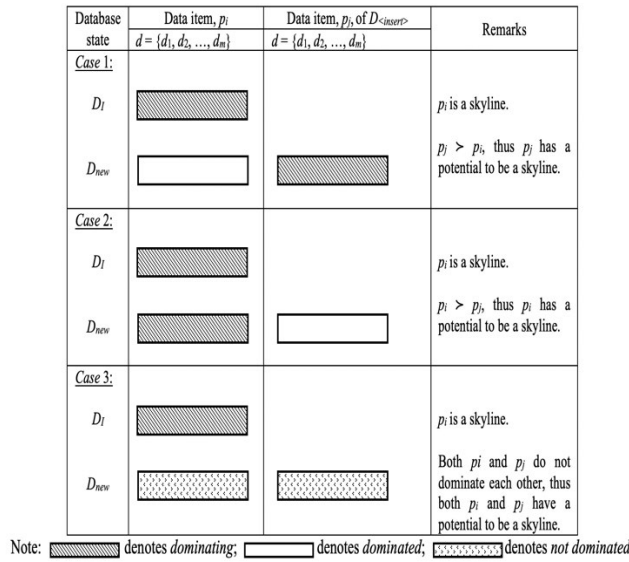 Database state
Data item, pi
Data item, pj, of D<insert>
Remarks
d = {d1, d2, …, dm}
d = {d1, d2, …, dm}
Case 1:
DI
pi is a skyline.
Dnew
pj ≻ pi, thus pj has a
potential to be a skyline.
Case 2:
DI
pi is a skyline.
Dnew
pi ≻ pj, thus pi has a
potential to be a skyline.
Case 3:
DI
pi is a skyline.
Dnew
Both pi and pj do not
dominate each other, thus
both pi and pj have a
potential to be a skyline.
Note: denotes dominating; denotes dominated; denotes not dominated